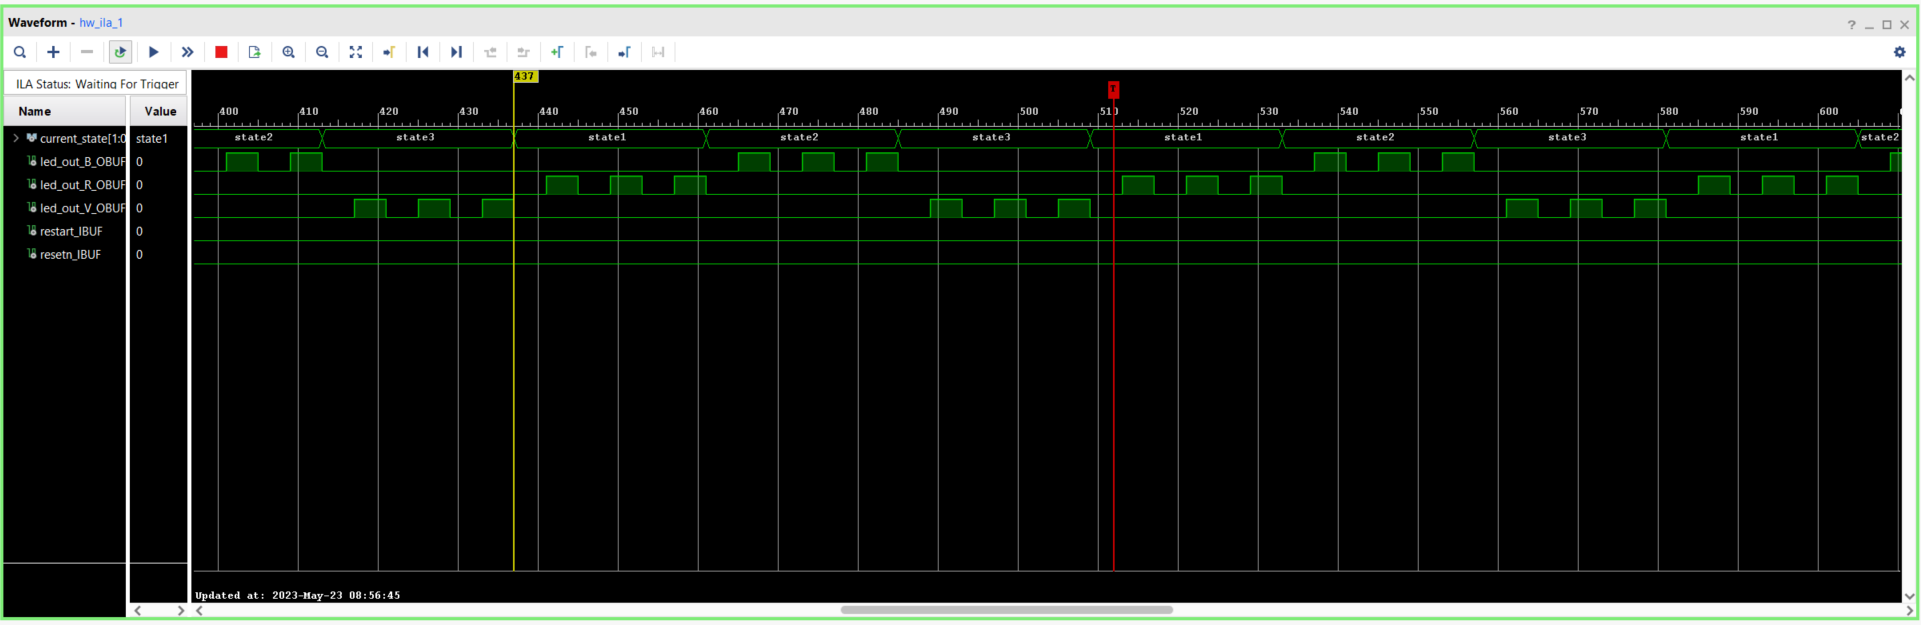 Waveform - hw_ila_1
ILA Status: Waiting For Trigger
437
T
Name Value
400 410 420 430 440 450 460 470 480 490 500 510 520 530 540 550 560 570 580 590 600
current_state[1:0 state1
state2 state3 state1 state2 state3 state1 state2 state3 state1 state2
led_out_B_OBUF 0
led_out_R_OBUF 0
led_out_V_OBUF 0
restart_IBUF 0
resetn_IBUF 0
Updated at: 2023-May-23 08:56:45